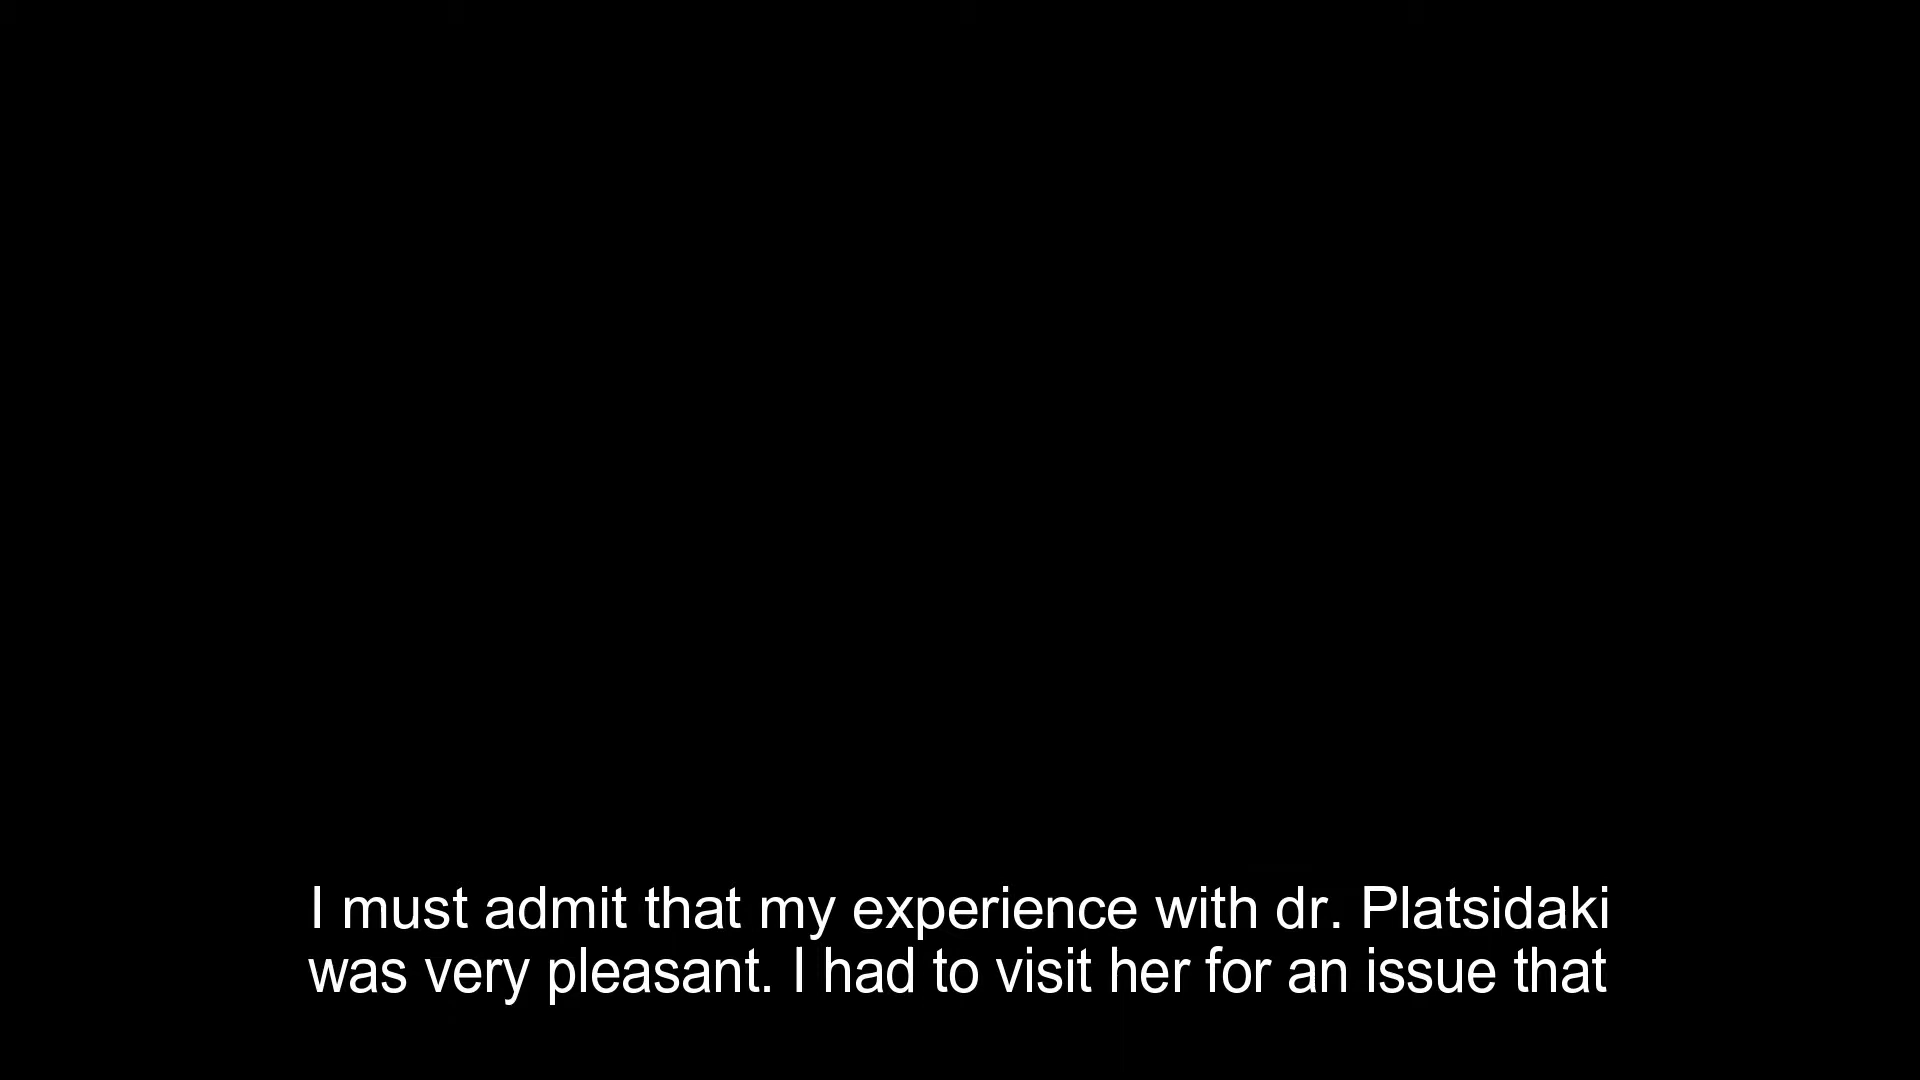 I must admit that my experience with dr. Platsidaki
was very pleasant. I had to visit her for an issue that